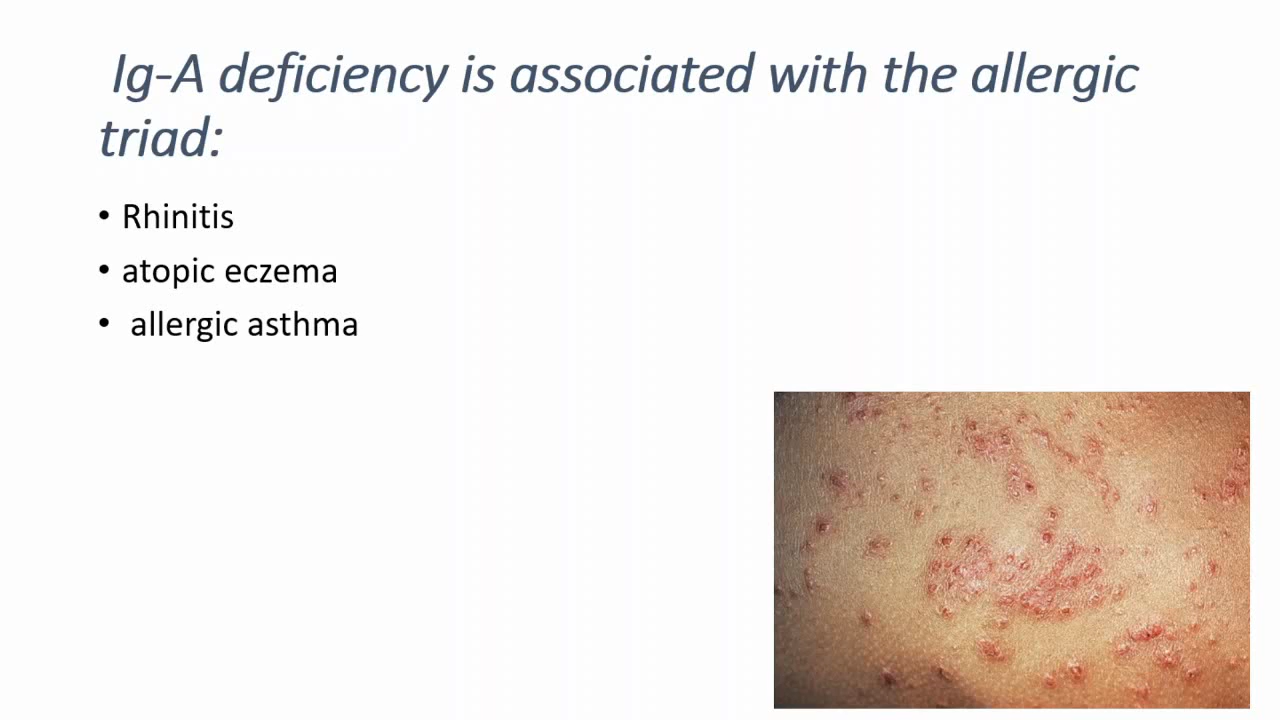 Ig-A deficiency is associated with the allergic
triad:
• Rhinitis
• atopic eczema
• allergic asthma